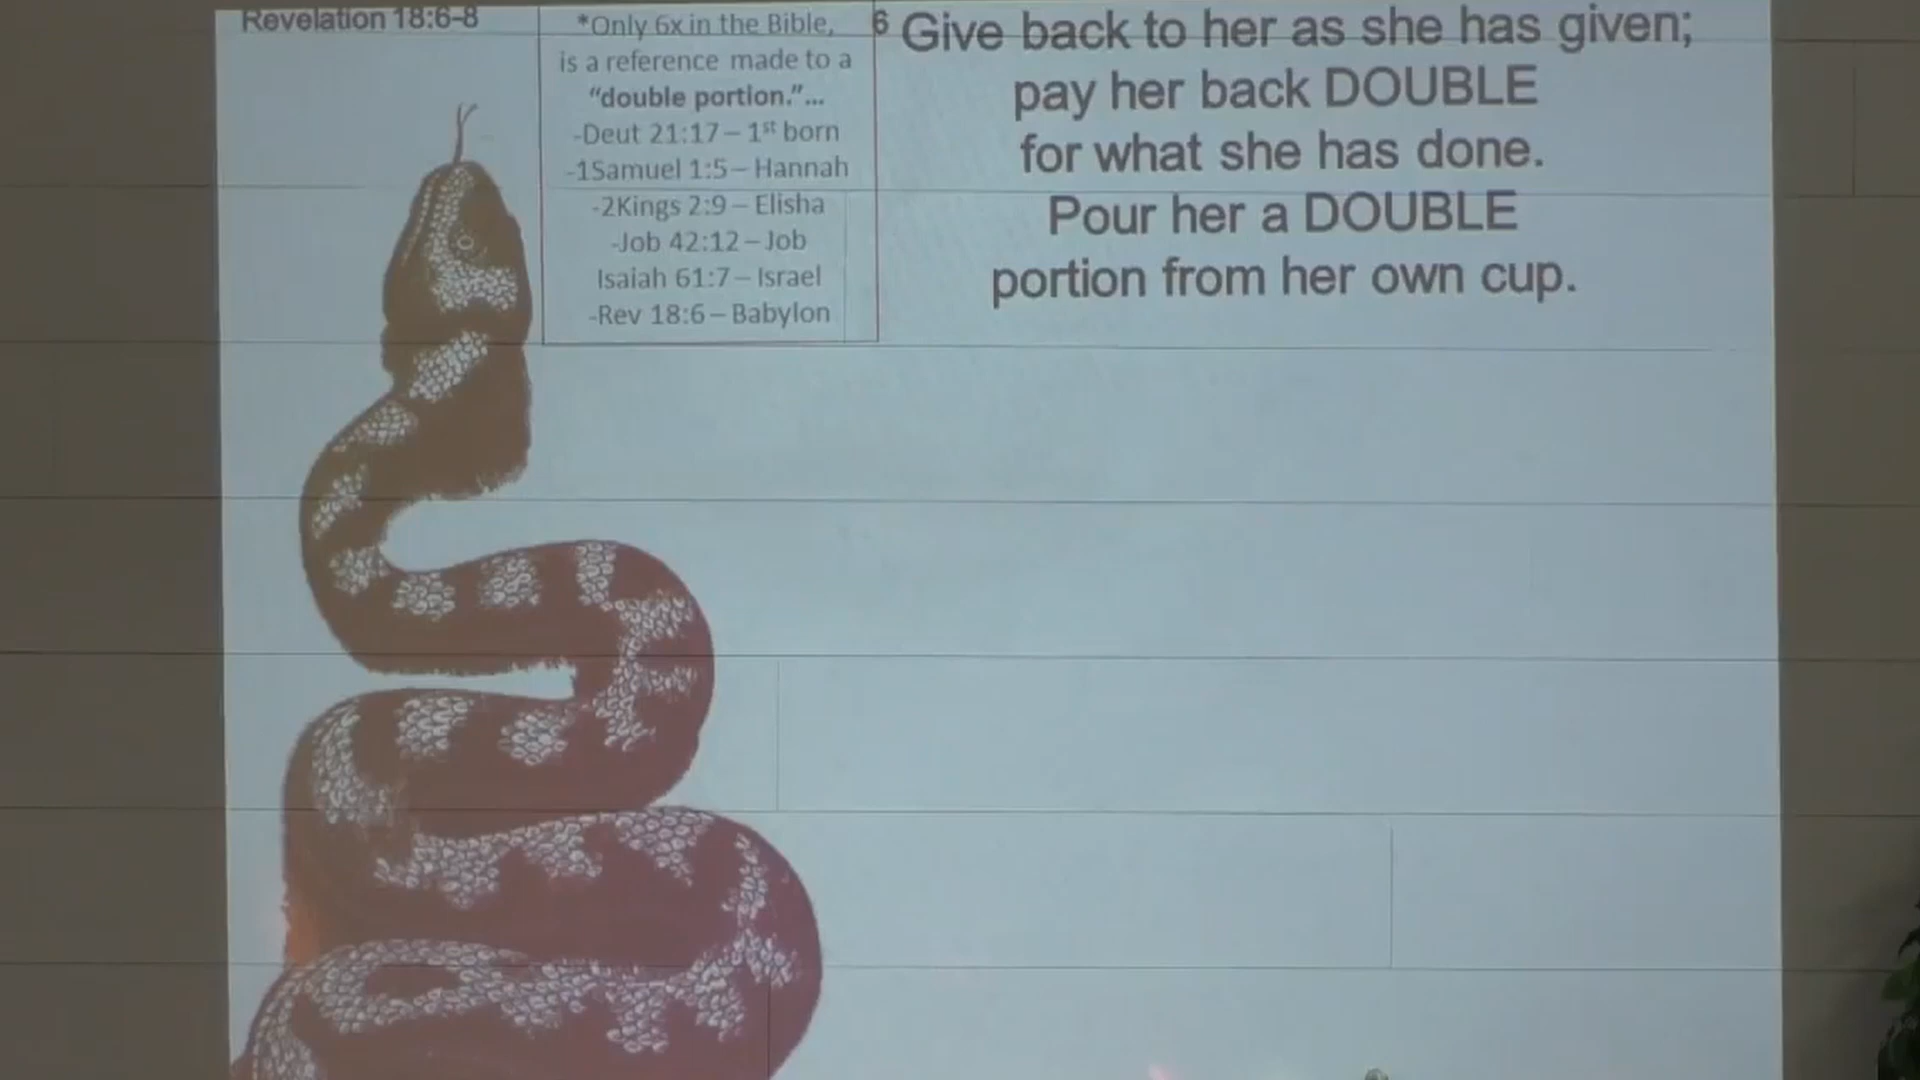 Revelation 18:6-8
*Only 6x in the Bible,
is a reference made to a
“double portion.”...
-Deut 21:17 – 1st born
-1Samuel 1:5 – Hannah
-2Kings 2:9 – Elisha
-Job 42:12 – Job
Isaiah 61:7 – Israel
-Rev 18:6 – Babylon
6 Give back to her as she has given;
pay her back DOUBLE
for what she has done.
Pour her a DOUBLE
portion from her own cup.